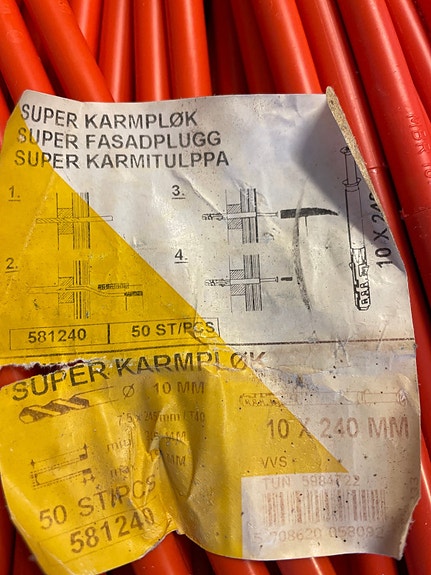 SUPER KARMPLØK
SUPER FASADPLUGG
SUPER KARMITULPPA
1.
3.
2.
4.
10 X 240
581240
50 ST/PCS
SUPER KARMPLØK
Ø 10 MM
10 X 240 MM
VVS
TUN
50 ST/PCS
581240